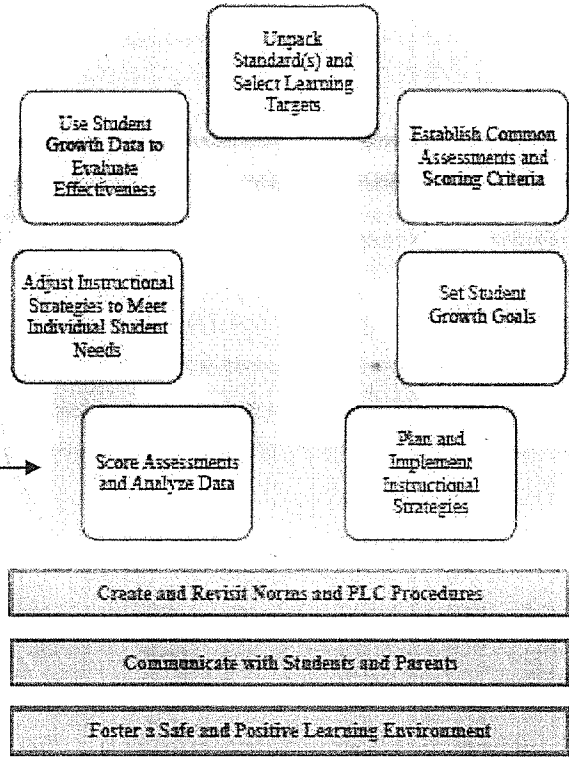 Unpack
Standard(s) and
Select Learning
Targets
Establish Common
Assessments and
Scoring Criteria
Set Student
Growth Goals
Plan and
Implement
Instructional
Strategies
Score Assessments
and Analyze Data
Adjust Instructional
Strategies to Meet
Individual Student
Needs
Use Student
Growth Data to
Evaluate
Effectiveness
Create and Revisit Norms and PLC Procedures
Communicate with Students and Parents
Foster a Safe and Positive Learning Environment